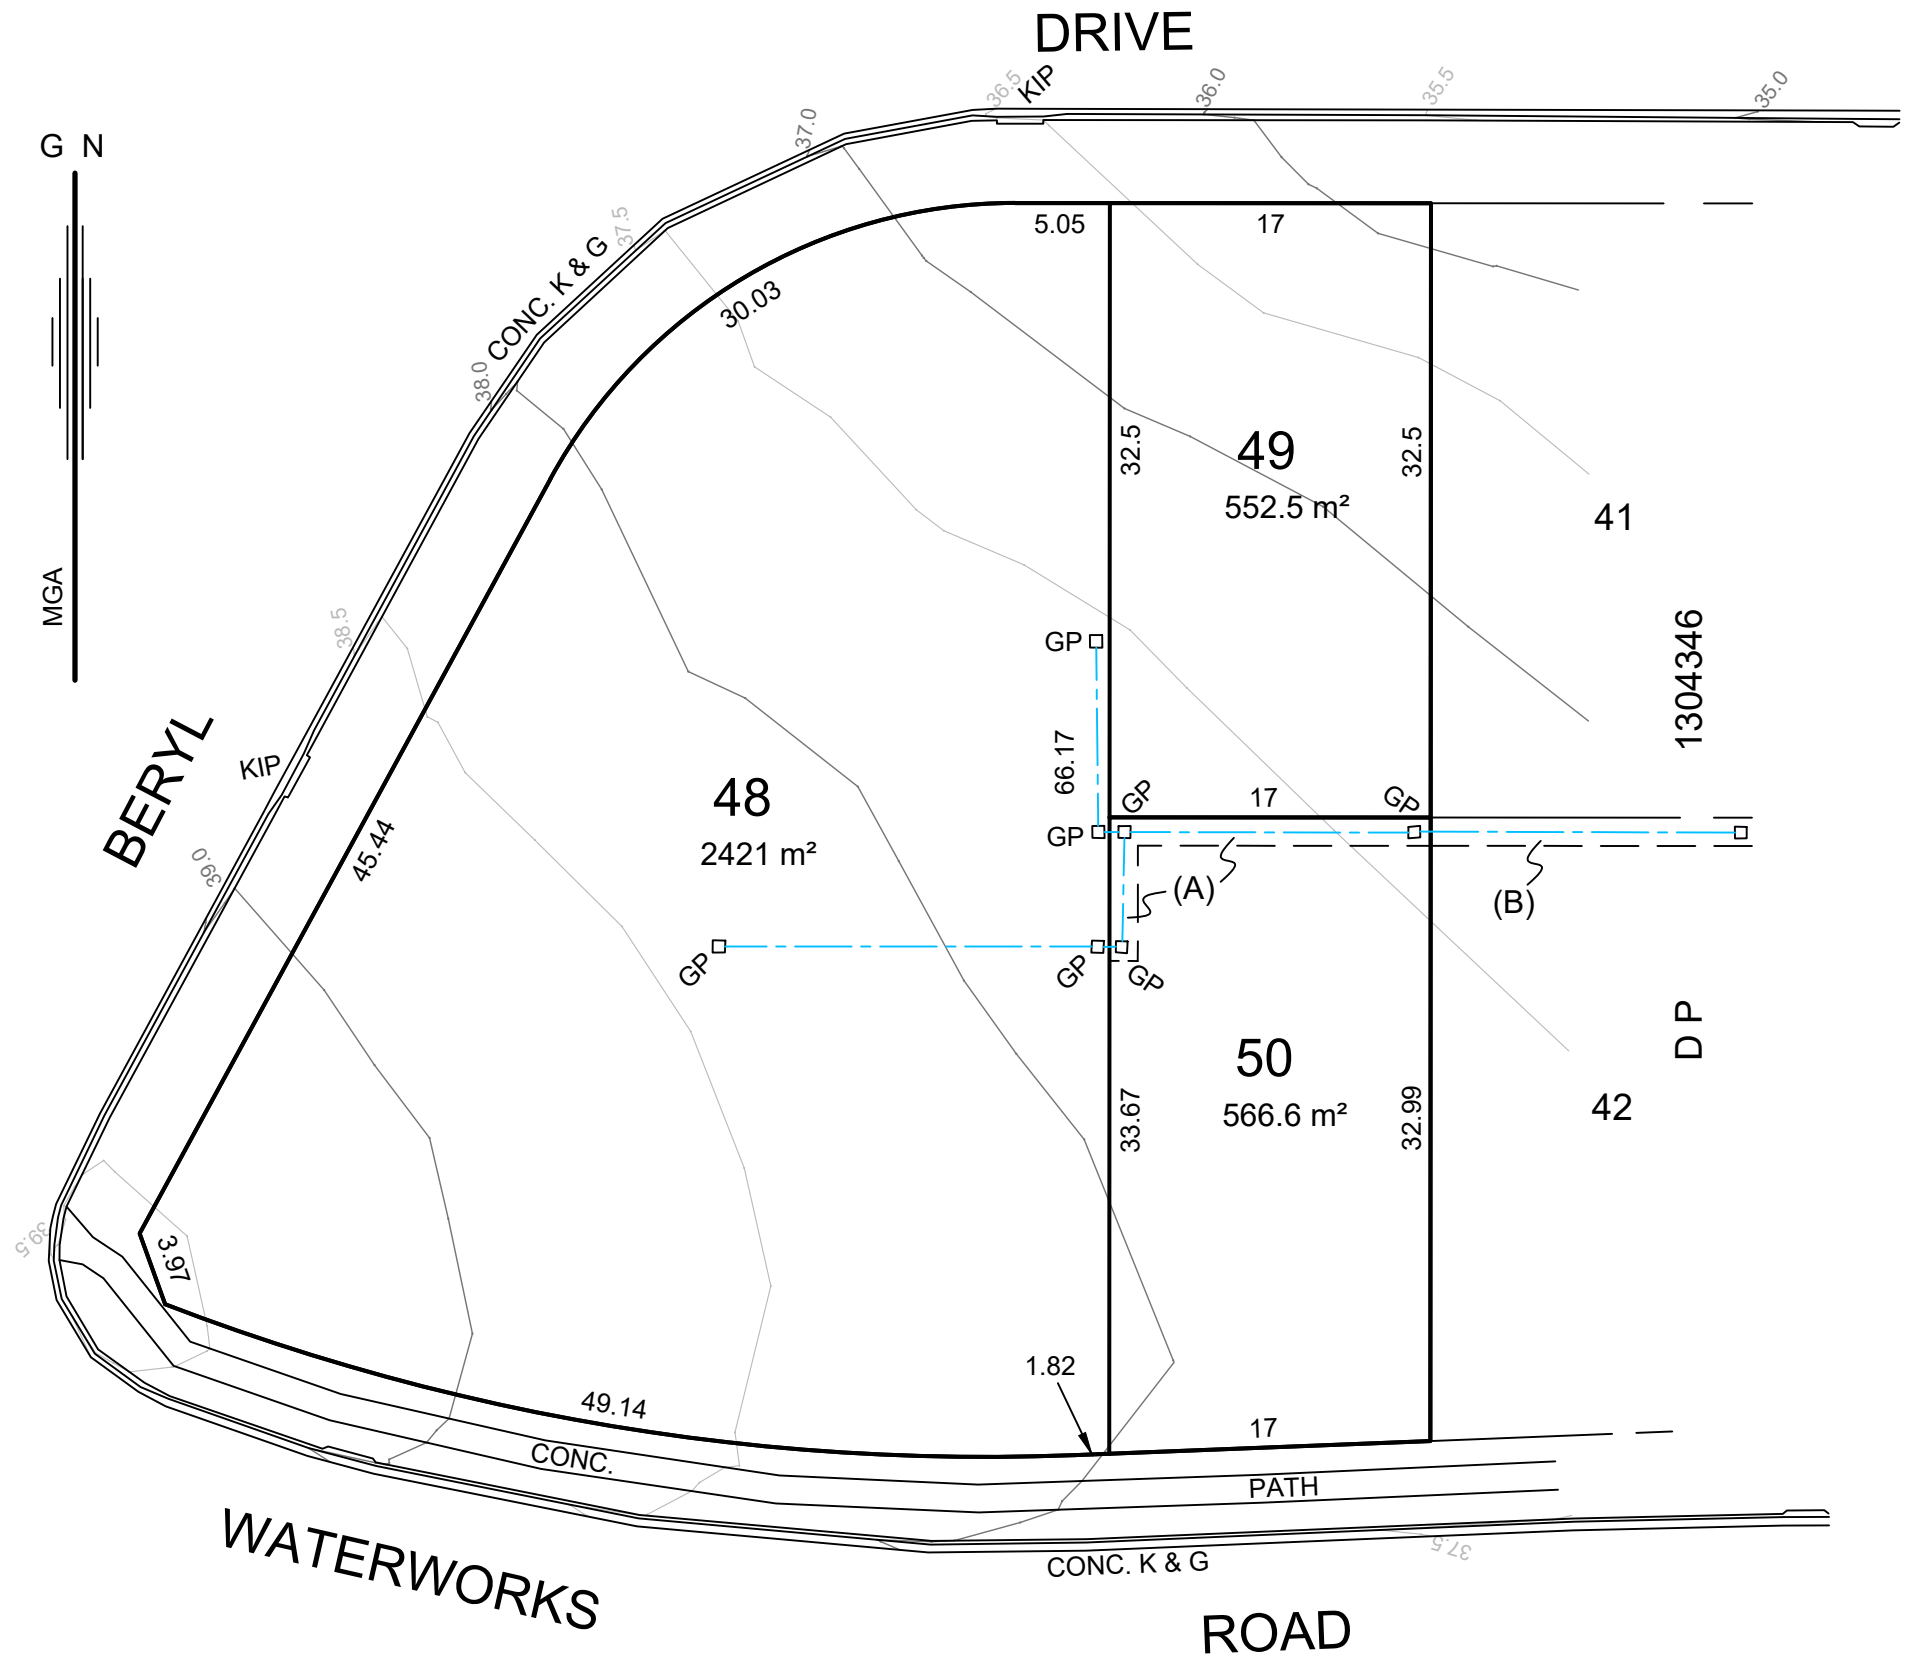 DRIVE
36.5
KIP
36.0
35.5
35.0
37.0
G N
37.5
5.05
17
CONC. K & G
30.03
38.0
32.5
49
32.5
552.5 m²
41
MGA
38.5
GP
1304346
BERYL
KIP
66.17
48
GP
17
GP
2421 m²
GP
45.44
39.0
(A)
(B)
GP
GP
GP
DP
50
33.67
566.6 m²
32.99
42
39.5
3.97
1.82
49.14
17
CONC.
PATH
WATERWORKS
CONC. K & G
37.5
ROAD